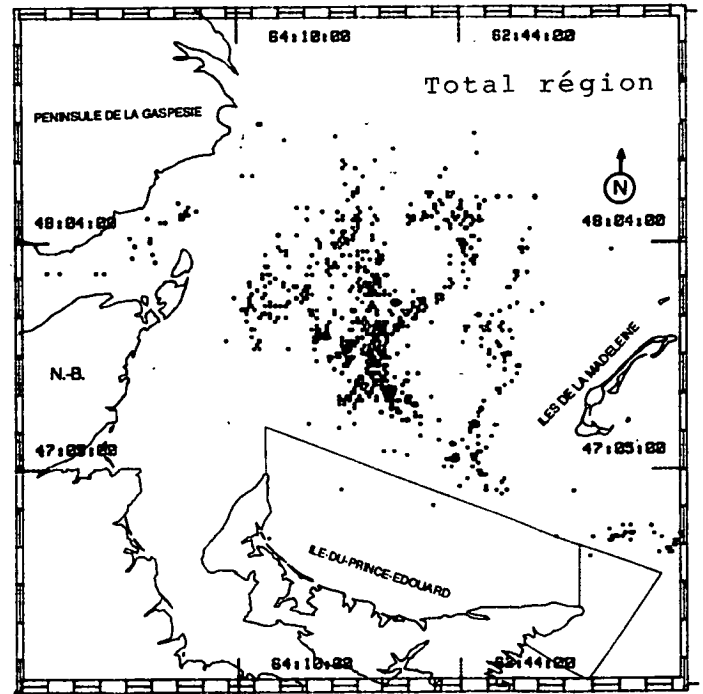 64:10:00 62:44:00
Total région
PENINSULE DE LA GASPESIE
N
48:04:00 48:04:00
ILES DE LA MADELEINE
N.-B.
47:05:00 47:05:00
ILE-DU-PRINCE-EDOUARD
64:10:00 62:44:00